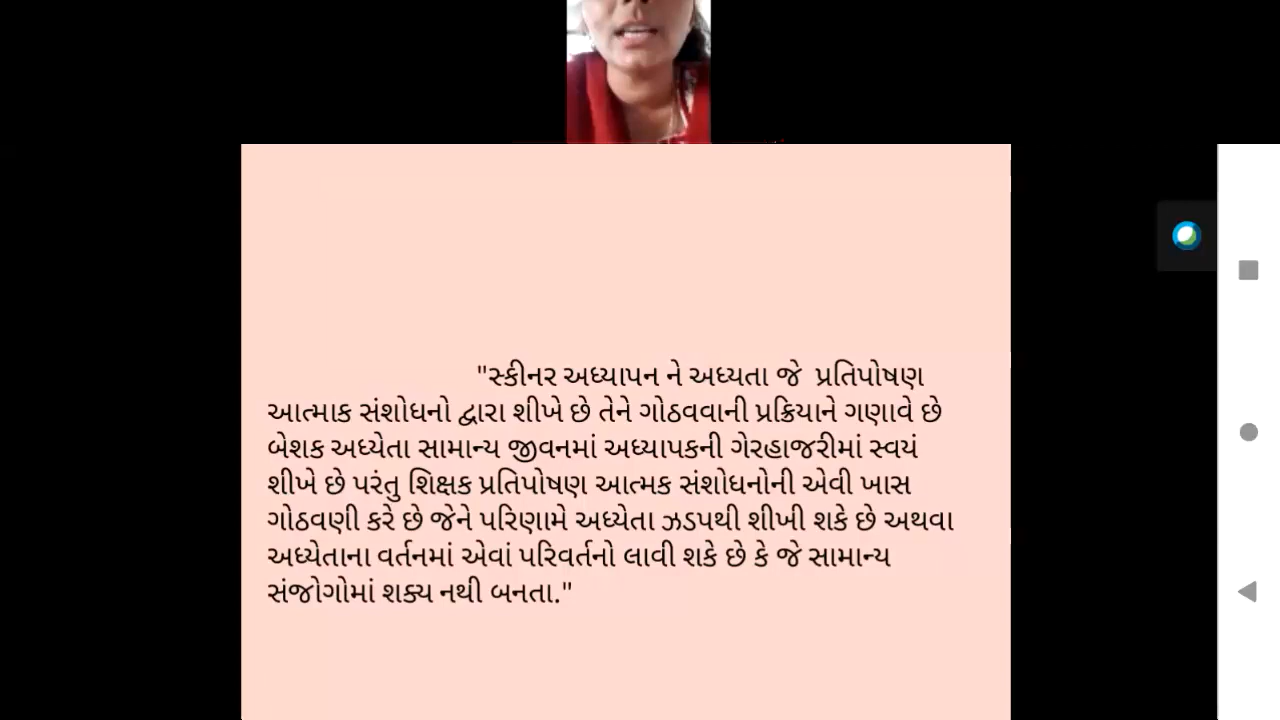 "સ્કીનર અધ્યાપન ને અધ્યતા જે  પ્રતિપોષણ
આત્માક સંશોધનો દ્વારા શીખે છે તેને ગોઠવવાની પ્રક્રિયાને ગણાવે છે
બેશક અધ્યેતા સામાન્ય જીવનમાં અધ્યાપકની ગેરહાજરીમાં સ્વયં
શીખે છે પરંતુ શિક્ષક પ્રતિપોષણ આત્મક સંશોધનોની એવી ખાસ
ગોઠવણી કરે છે જેને પરિણામે અધ્યેતા ઝડપથી શીખી શકે છે અથવા
અધ્યેતાના વર્તનમાં એવાં પરિવર્તનો લાવી શકે છે કે જે સામાન્ય
સંજોગોમાં શક્ય નથી બનતા."